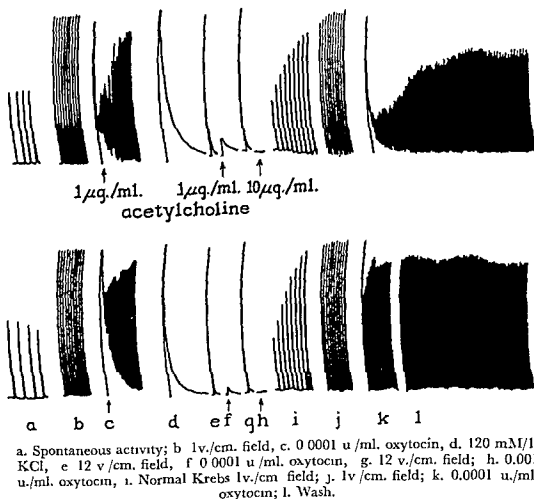 1μg./ml. 1μg./ml. 10μg./ml.
acetylcholine
a b c d e f g h i j k l
a. Spontaneous activity; b 1v./cm. field, c. 0 0001 u /ml. oxytocin, d. 120 mM/l
KCl, e 12 v /cm. field, f 0 0001 u /ml. oxytocin, g. 12 v./cm. field; h. 0.001
u./ml. oxytocin, i. Normal Krebs 1v./cm field; j. 1v /cm. field; k. 0.0001 u./ml.
oxytocin; l. Wash.